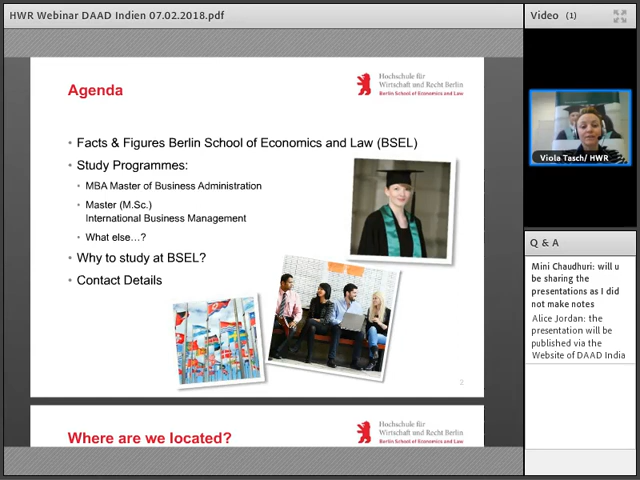 HWR Webinar DAAD Indien 07.02.2018.pdf
Agenda
Hochschule für
Wirtschaft und Recht Berlin
Berlin School of Economics and Law
• Facts & Figures Berlin School of Economics and Law (BSEL)
• Study Programmes:
• MBA Master of Business Administration
• Master (M.Sc.)
International Business Management
• What else…?
• Why to study at BSEL?
• Contact Details
2
Where are we located?
Hochschule für
Wirtschaft und Recht Berlin
Berlin School of Economics and Law
Video (1)
Viola Tasch/ HWR
Q & A
Mini Chaudhuri: will u
be sharing the
presentations as I did
not make notes
Alice Jordan: the
presentation will be
published via the
Website of DAAD India